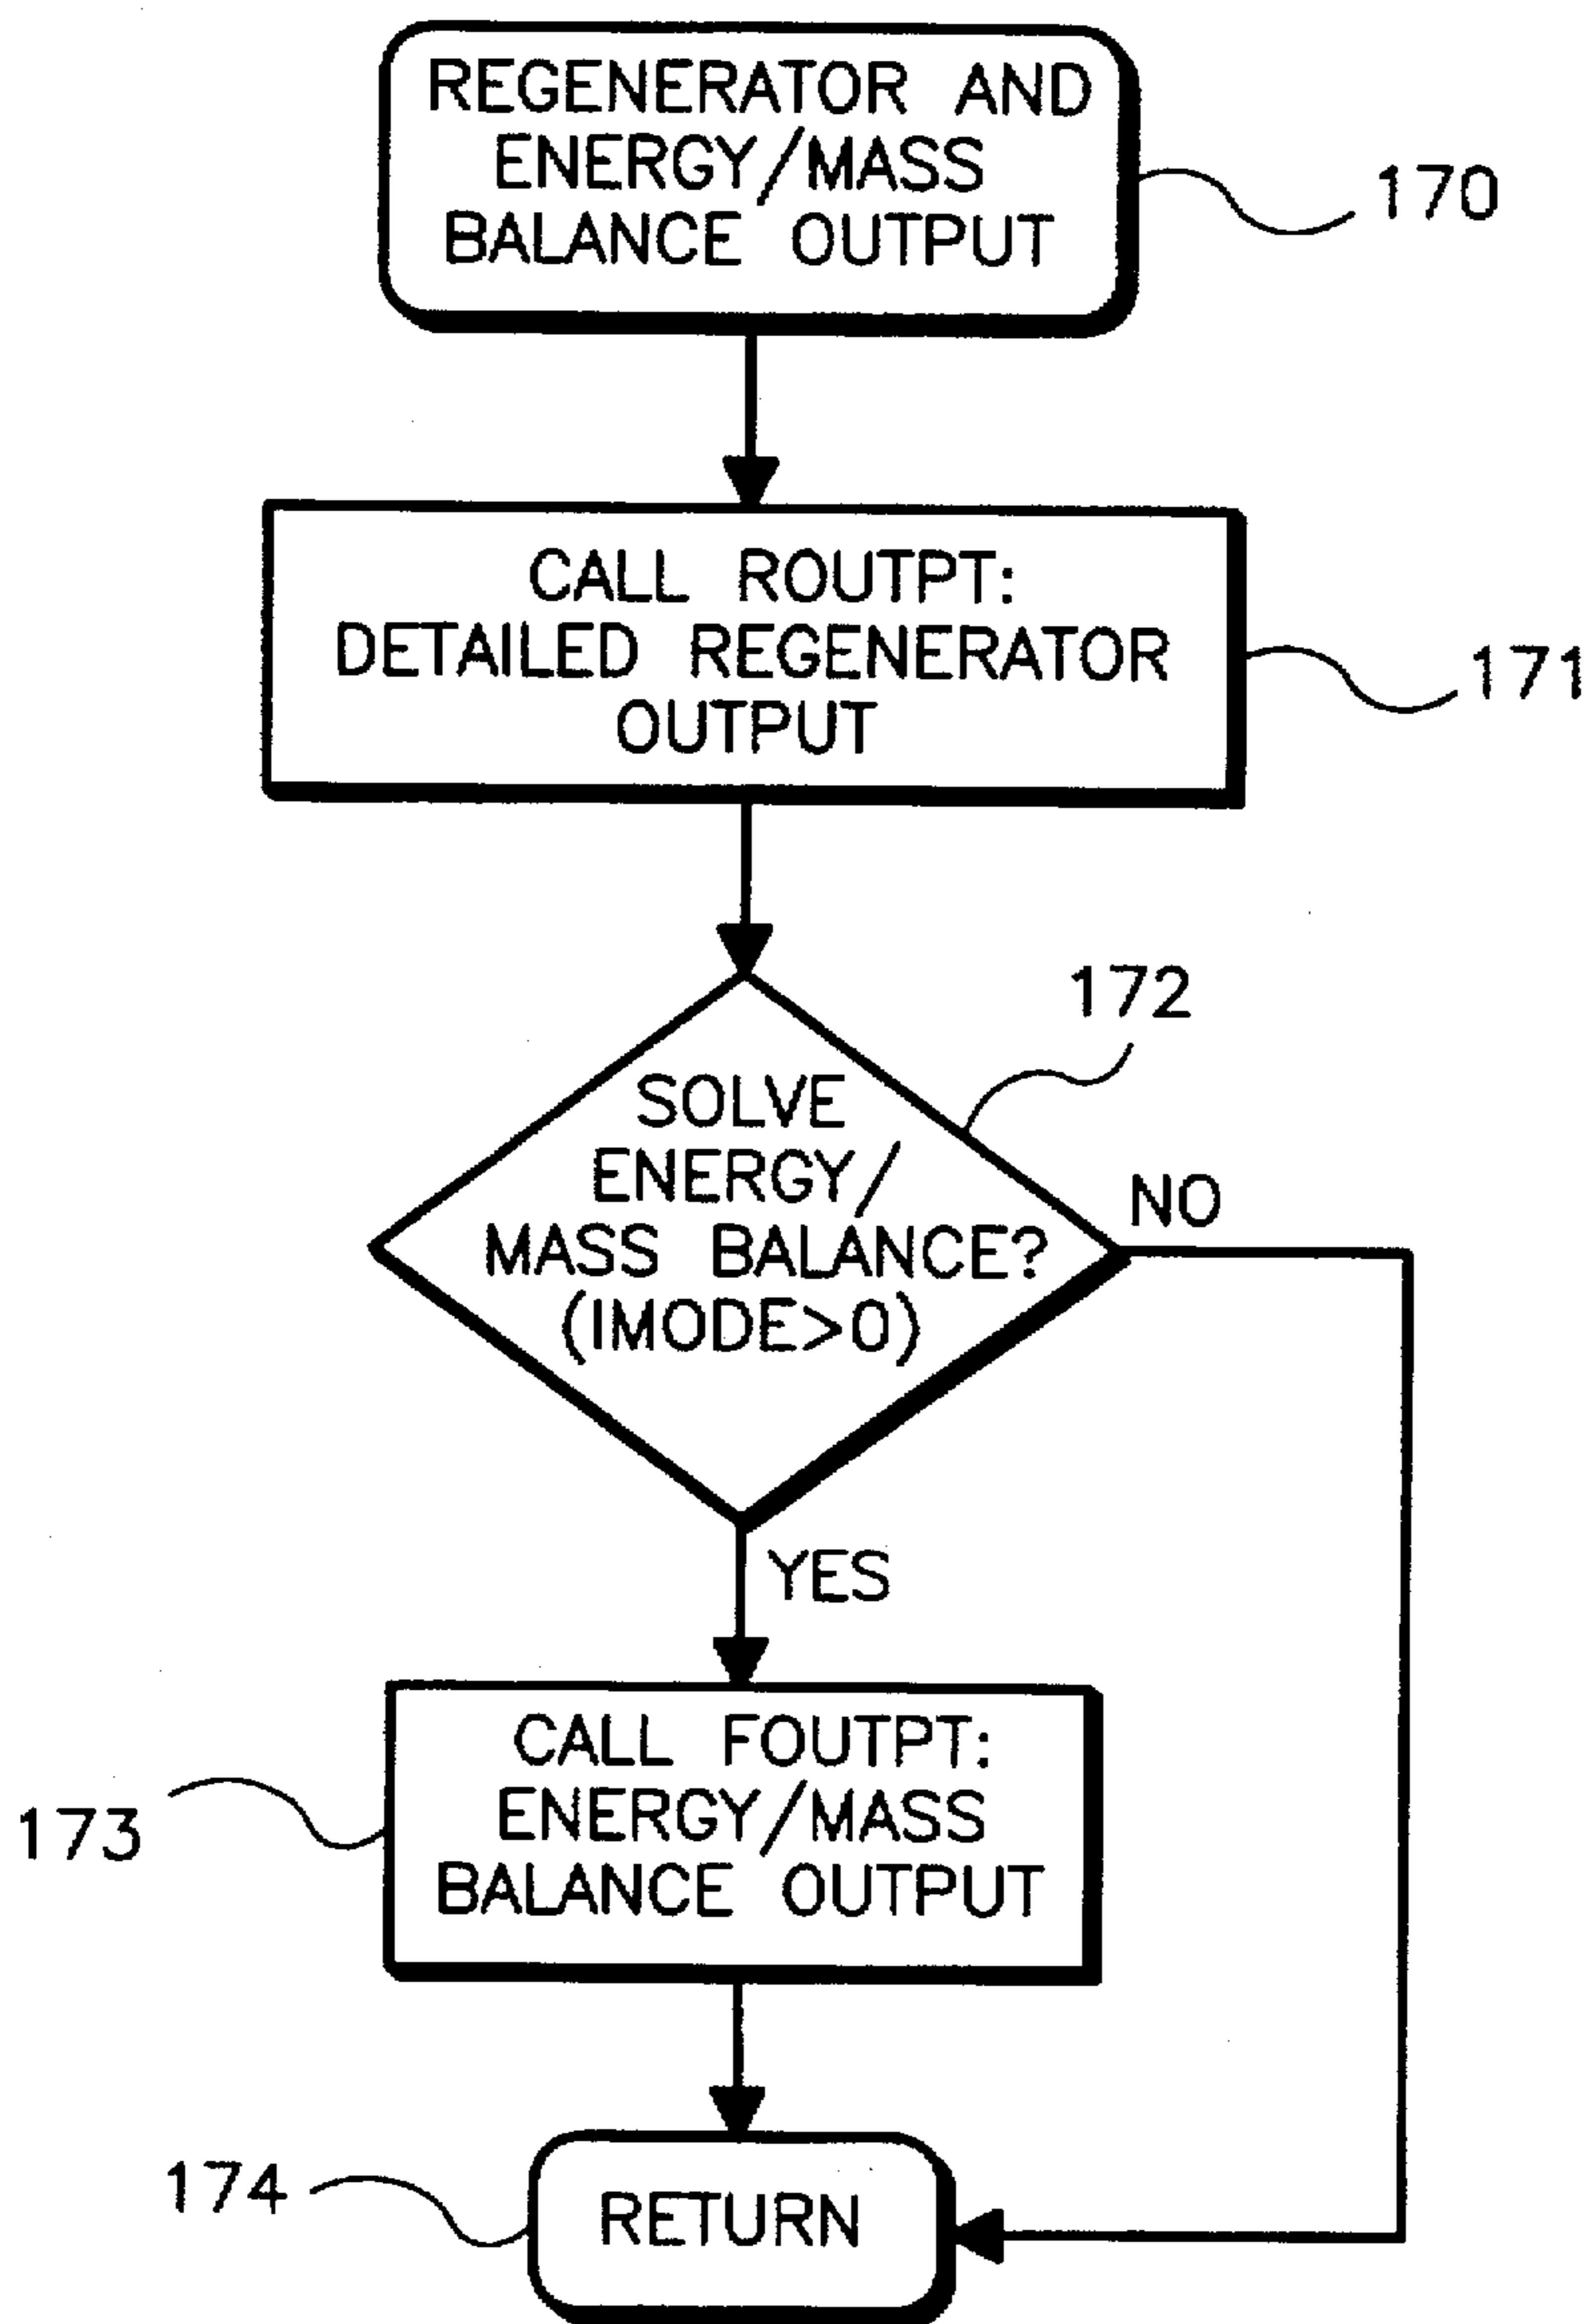 REGENERATOR AND
ENERGY/MASS
BALANCE OUTPUT
170
CALL ROUTPT:
DETAILED REGENERATOR
OUTPUT
171
172
SOLVE
ENERGY/
MASS BALANCE?
(IMODE>0)
NO
YES
CALL FOUTPT:
ENERGY/MASS
BALANCE OUTPUT
173
174
RETURN